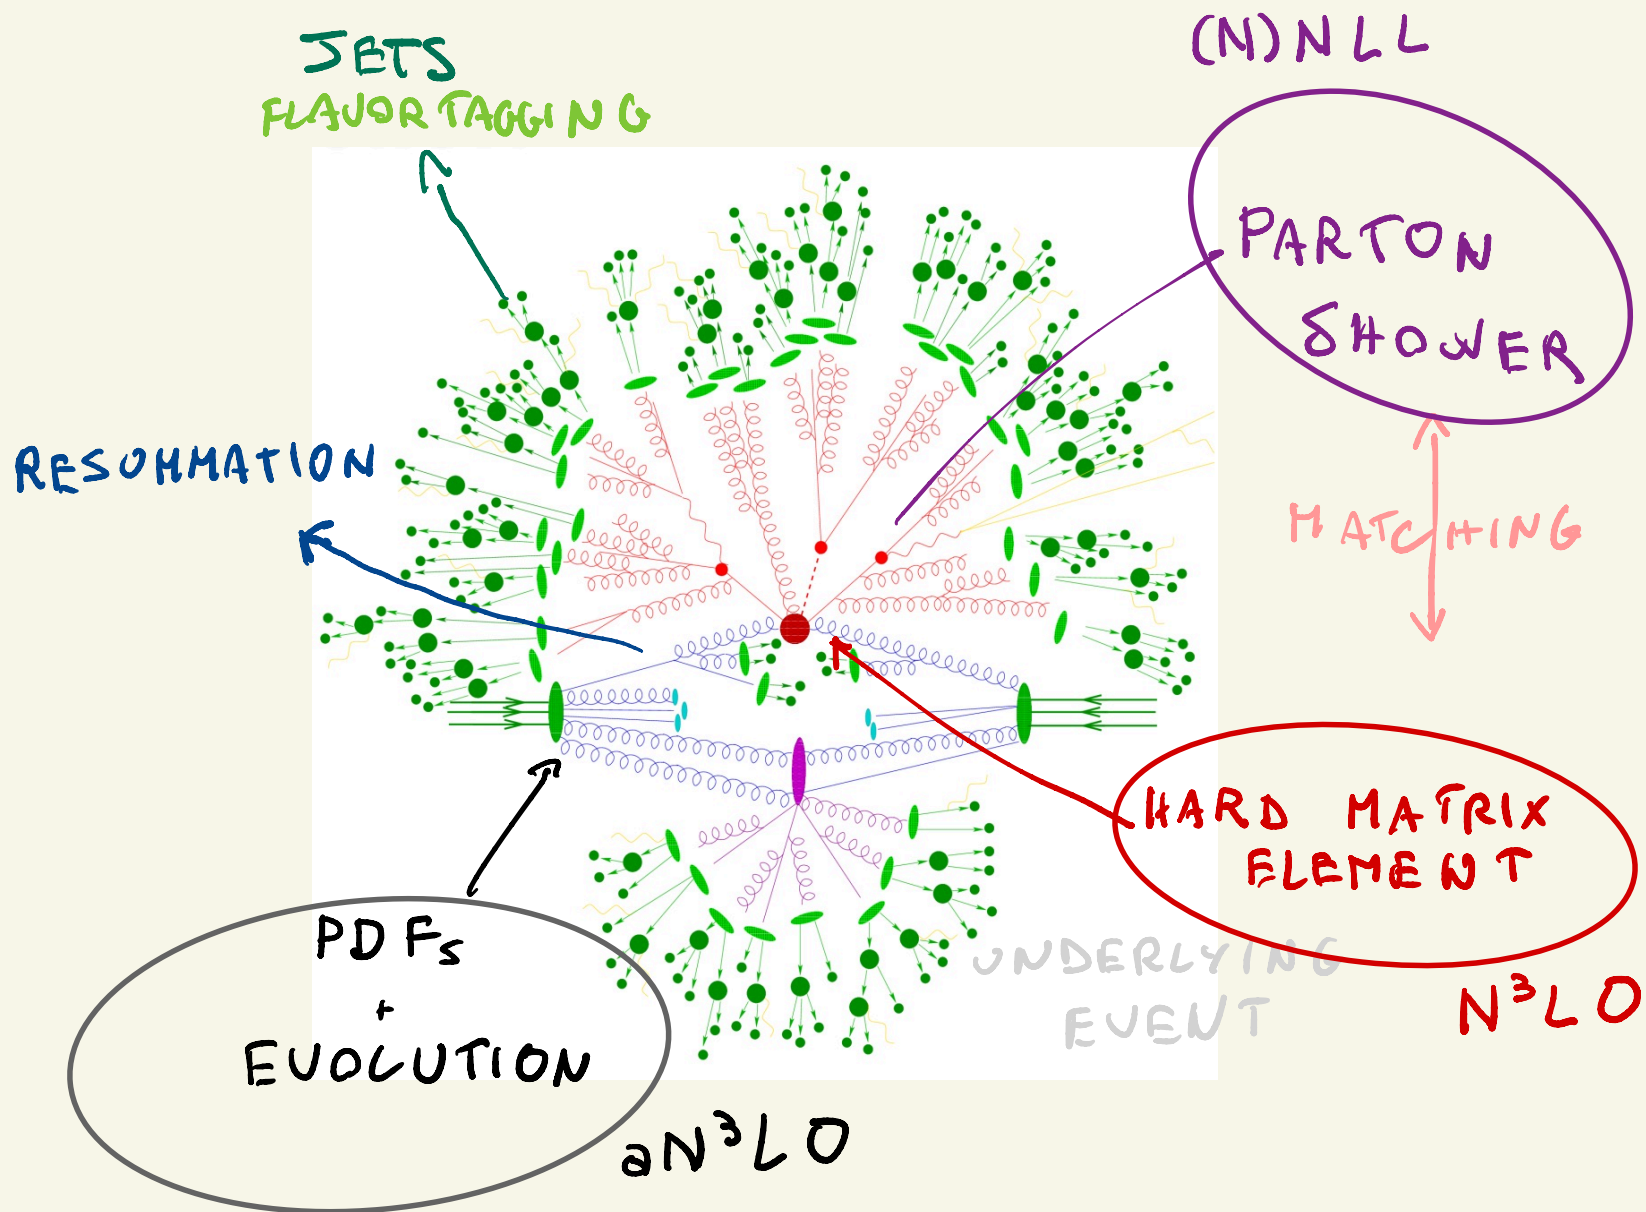 JETS
FLAVOR TAGGING
(N)NLL
PARTON
SHOWER
RESUMMATION
MATCHING
HARD MATRIX
ELEMENT
N³LO
UNDERLYING
EVENT
PDFs
+
EVOLUTION
aN³LO